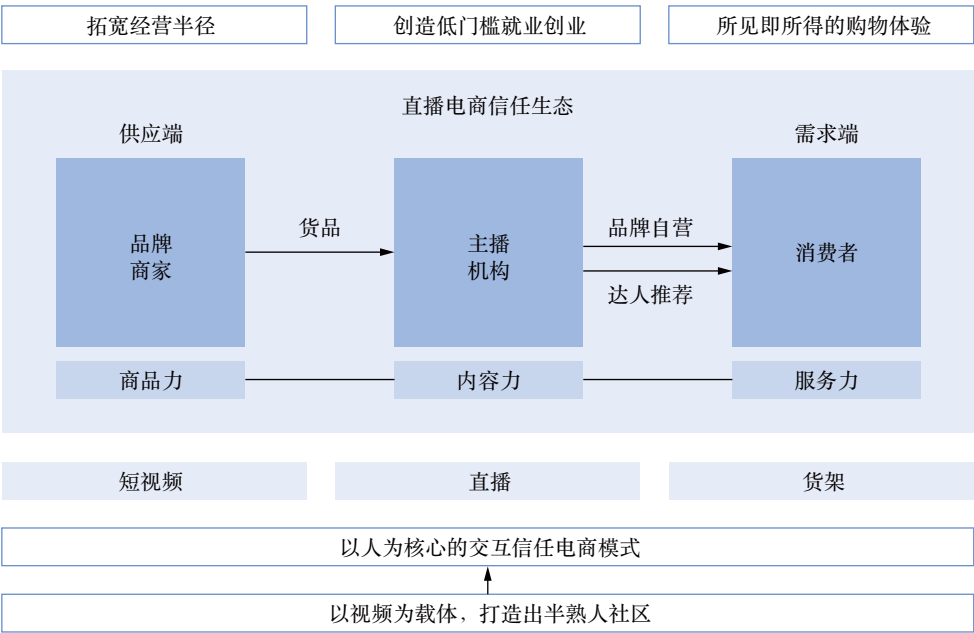 拓宽经营半径
创造低门槛就业创业
所见即所得的购物体验
直播电商信任生态
供应端
需求端
品牌
商家
货品
主播
机构
品牌自营
达人推荐
消费者
商品力
内容力
服务力
短视频
直播
货架
以人为核心的交互信任电商模式
以视频为载体，打造出半熟人社区